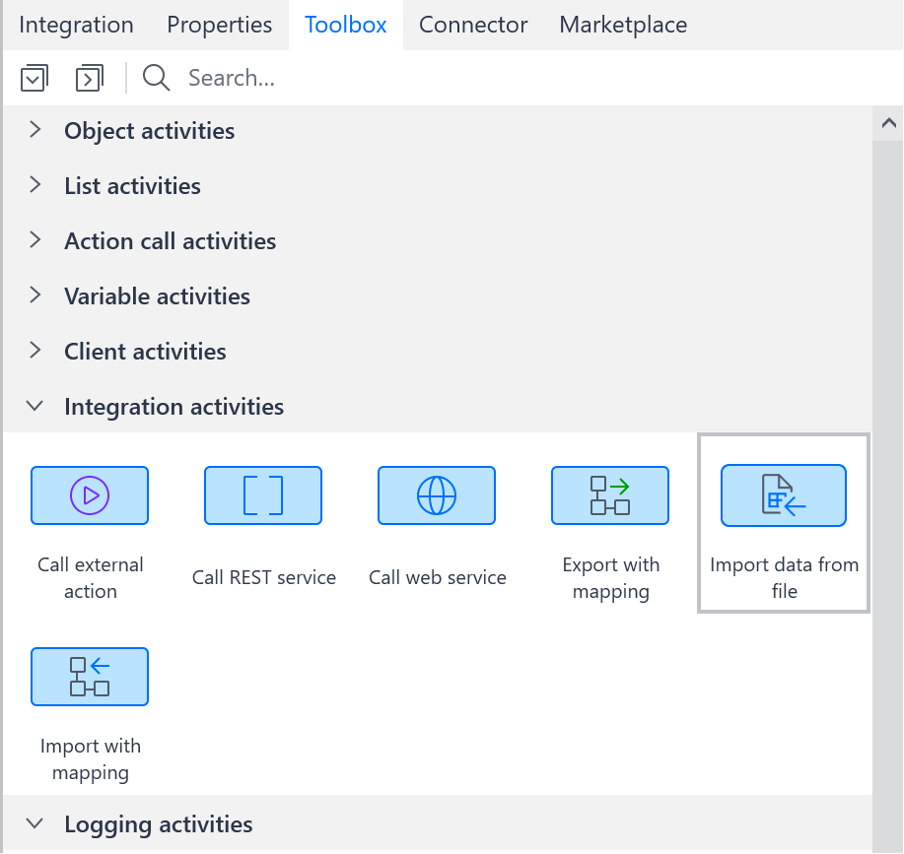 Integration Properties Toolbox Connector Marketplace
Search...
Object activities
List activities
Action call activities
Variable activities
Client activities
Integration activities
Call external action
Call REST service
Call web service
Export with mapping
Import data from file
Import with mapping
Logging activities